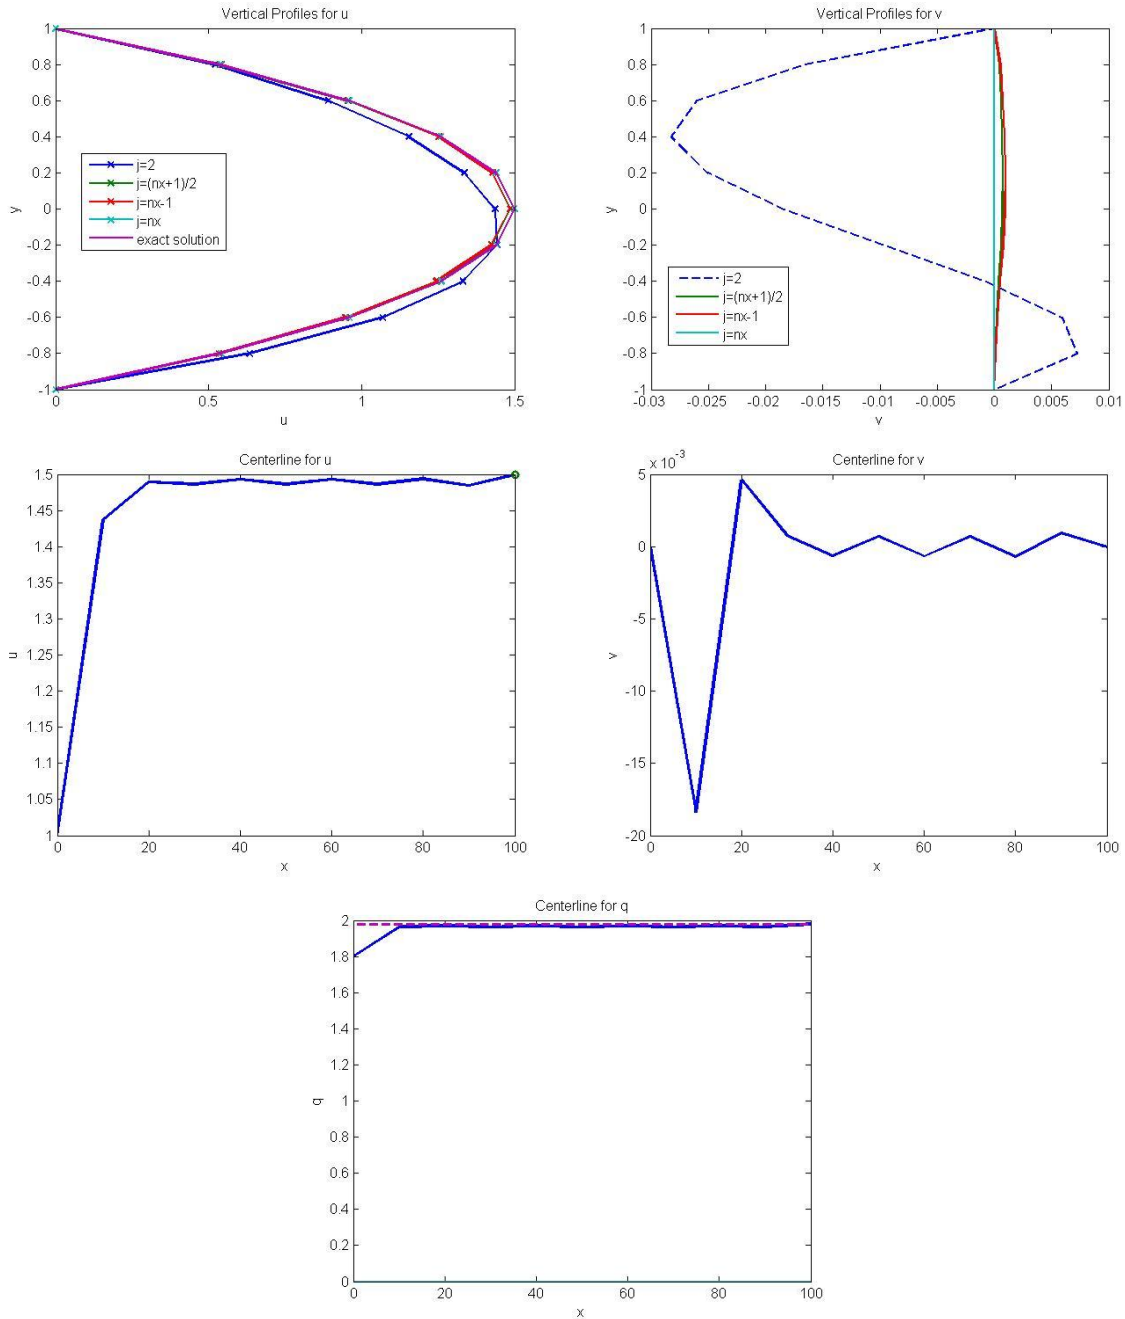 Vertical Profiles for u
1
0.8
0.6
0.4
0.2
0
-0.2
-0.4
-0.6
-0.8
-1
y
j=2
j=(nx+1)/2
j=nx-1
j=nx
exact solution
0 0.5 1 1.5
u
Vertical Profiles for v
1
0.8
0.6
0.4
0.2
0
-0.2
-0.4
-0.6
-0.8
-1
y
j=2
j=(nx+1)/2
j=nx-1
j=nx
-0.03 -0.025 -0.02 -0.015 -0.01 -0.005 0 0.005 0.01
v
Centerline for u
1.5
1.45
1.4
1.35
1.3
1.25
1.2
1.15
1.1
1.05
1
u
0 20 40 60 80 100
x
Centerline for v
x 10⁻³
5
0
-5
-10
-15
-20
v
0 20 40 60 80 100
x
Centerline for q
2
1.8
1.6
1.4
1.2
1
0.8
0.6
0.4
0.2
0
q
0 20 40 60 80 100
x